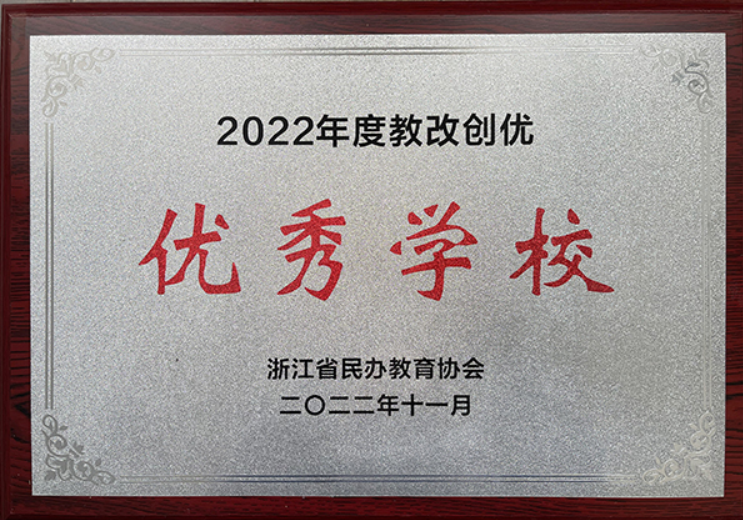 2022年度教改创优
优秀学校
浙江省民办教育协会
二〇二二年十一月